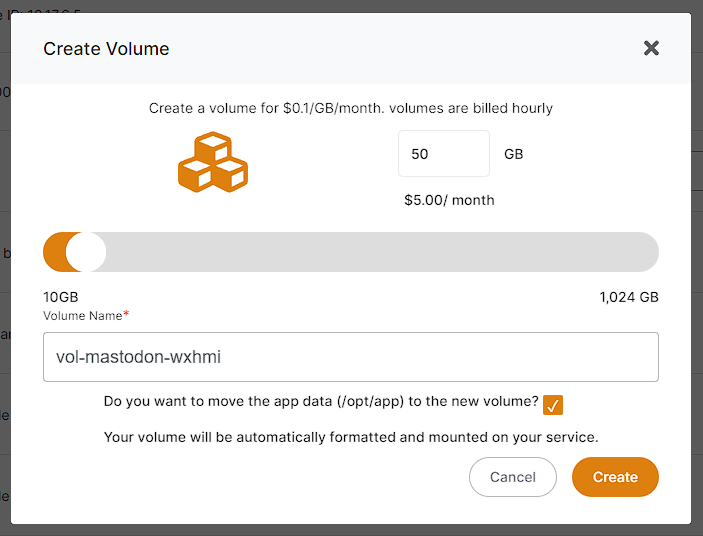 Create Volume
Create a volume for $0.1/GB/month. volumes are billed hourly
50 GB
$5.00/ month
10GB 1,024 GB
Volume Name*
vol-mastodon-wxhmi
Do you want to move the app data (/opt/app) to the new volume?
Your volume will be automatically formatted and mounted on your service.
Cancel Create